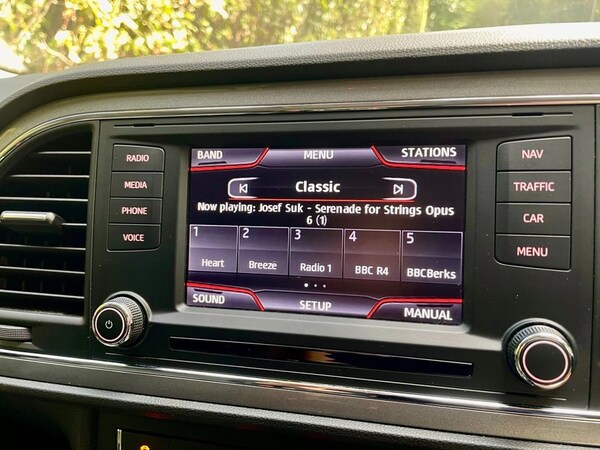 RADIO
MEDIA
PHONE
VOICE
BAND MENU STATIONS
Classic
Now playing: Josef Suk - Serenade for Strings Opus
6 (1)
1 2 3 4 5
Heart Breeze Radio 1 BBC R4 BBCBerks
SOUND SETUP MANUAL
NAV
TRAFFIC
CAR
MENU